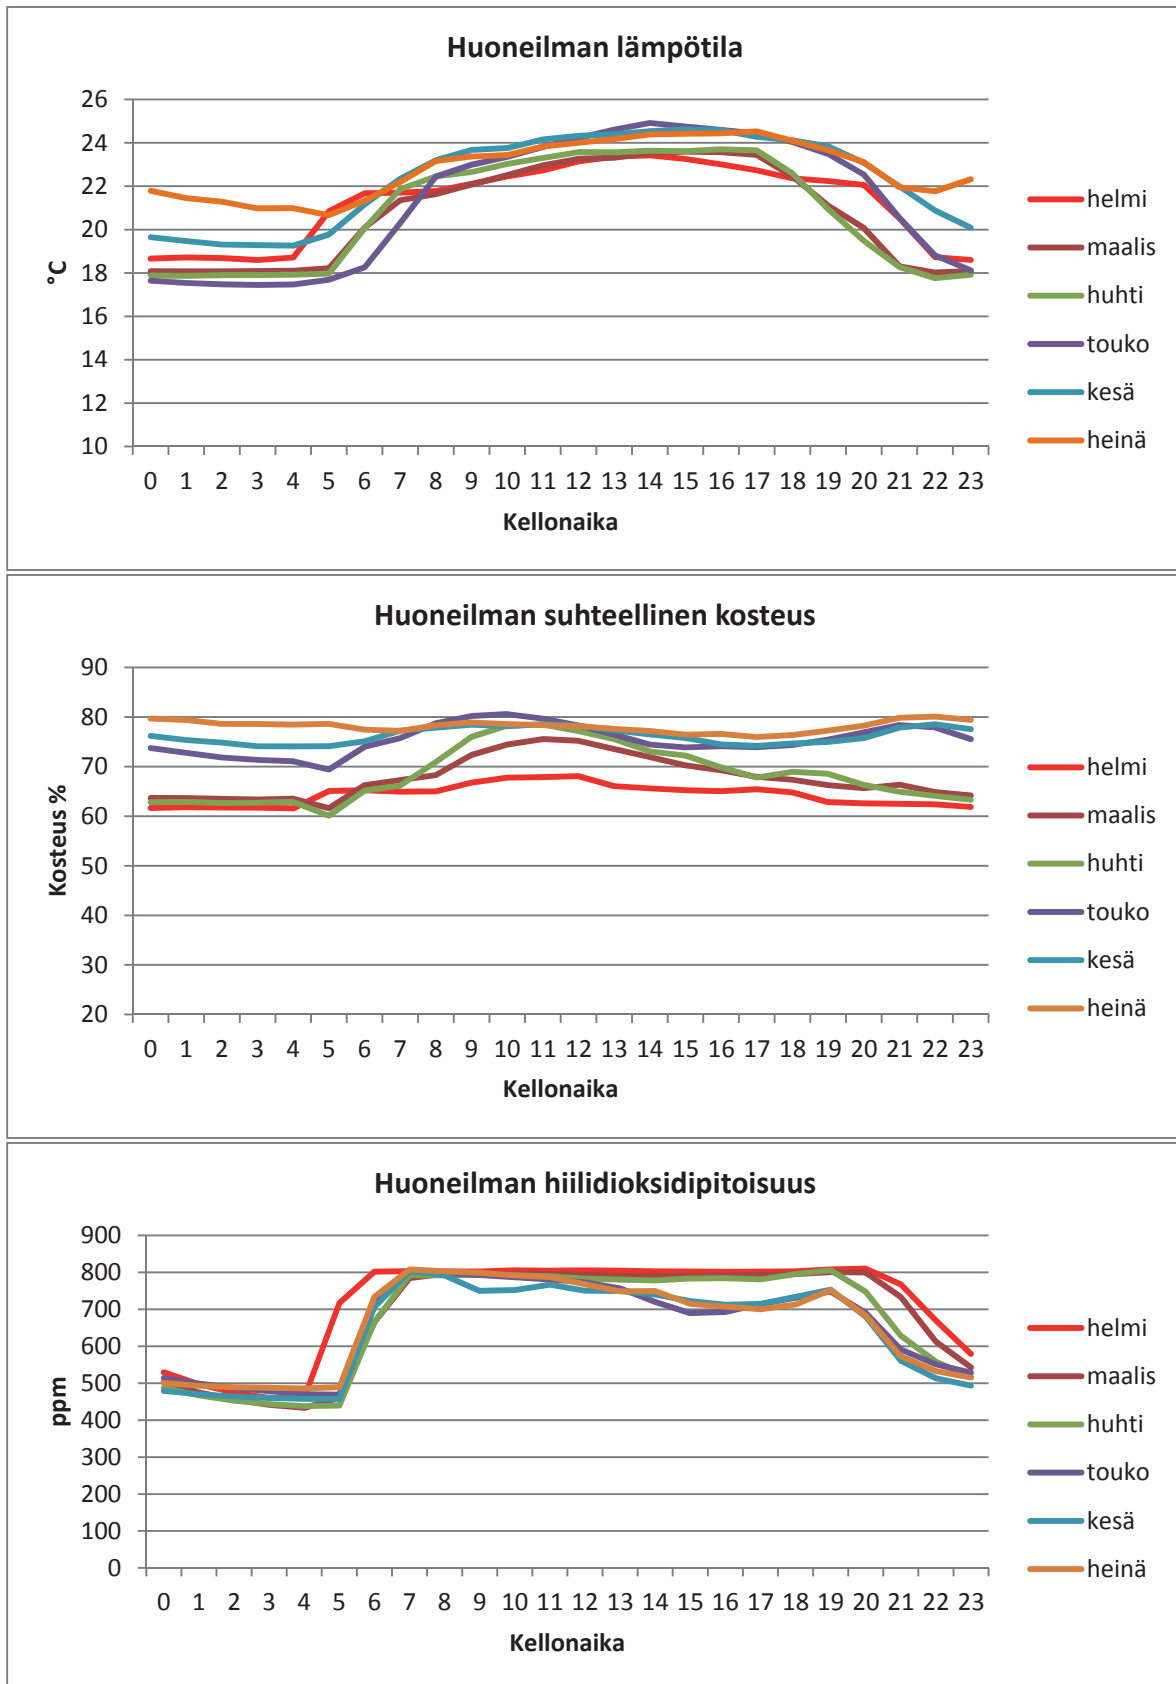 Huoneilman lämpötila
26
24
22
20
18
16
14
12
10
°C
0 1 2 3 4 5 6 7 8 9 10 11 12 13 14 15 16 17 18 19 20 21 22 23
Kellonaika
helmi
maalis
huhti
touko
kesä
heinä
Huoneilman suhteellinen kosteus
90
80
70
60
50
40
30
20
Kosteus %
0 1 2 3 4 5 6 7 8 9 10 11 12 13 14 15 16 17 18 19 20 21 22 23
Kellonaika
helmi
maalis
huhti
touko
kesä
heinä
Huoneilman hiilidioksidipitoisuus
900
800
700
600
500
400
300
200
100
0
ppm
0 1 2 3 4 5 6 7 8 9 10 11 12 13 14 15 16 17 18 19 20 21 22 23
Kellonaika
helmi
maalis
huhti
touko
kesä
heinä